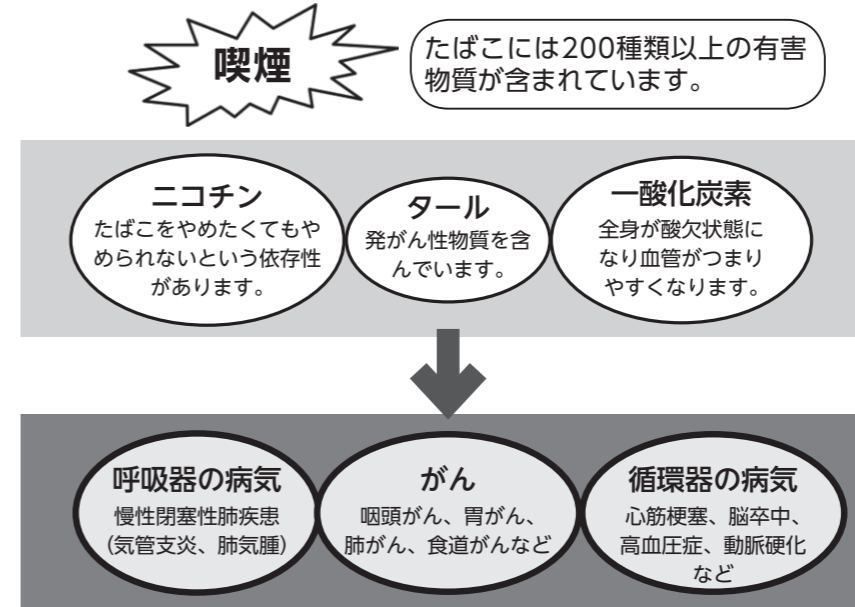 喫煙
たばこには200種類以上の有害
物質が含まれています。
ニコチン
たばこをやめたくてもや
められないという依存性
があります。
タール
発がん性物質を含
んでいます。
一酸化炭素
全身が酸欠状態に
なり血管がつまり
やすくなります。
呼吸器の病気
慢性閉塞性肺疾患
(気管支炎、肺気腫)
がん
咽頭がん、胃がん、
肺がん、食道がんなど
循環器の病気
心筋梗塞、脳卒中、
高血圧症、動脈硬化
など